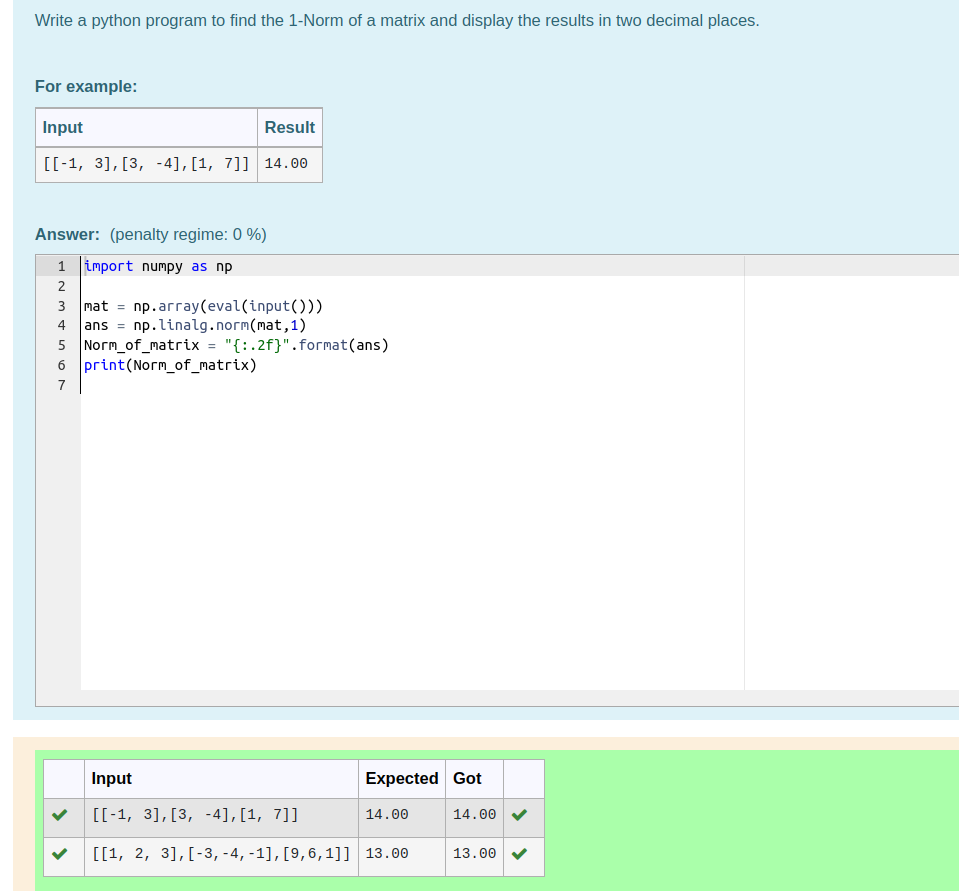 Write a python program to find the 1-Norm of a matrix and display the results in two decimal places.
For example:
Input Result
[[-1, 3],[3, -4],[1, 7]] 14.00
Answer: (penalty regime: 0 %)
1 import numpy as np
2
3 mat = np.array(eval(input()))
4 ans = np.linalg.norm(mat,1)
5 Norm_of_matrix = "{:.2f}".format(ans)
6 print(Norm_of_matrix)
7
Input Expected Got
[[-1, 3],[3, -4],[1, 7]] 14.00 14.00
[[1, 2, 3],[-3,-4,-1],[9,6,1]] 13.00 13.00